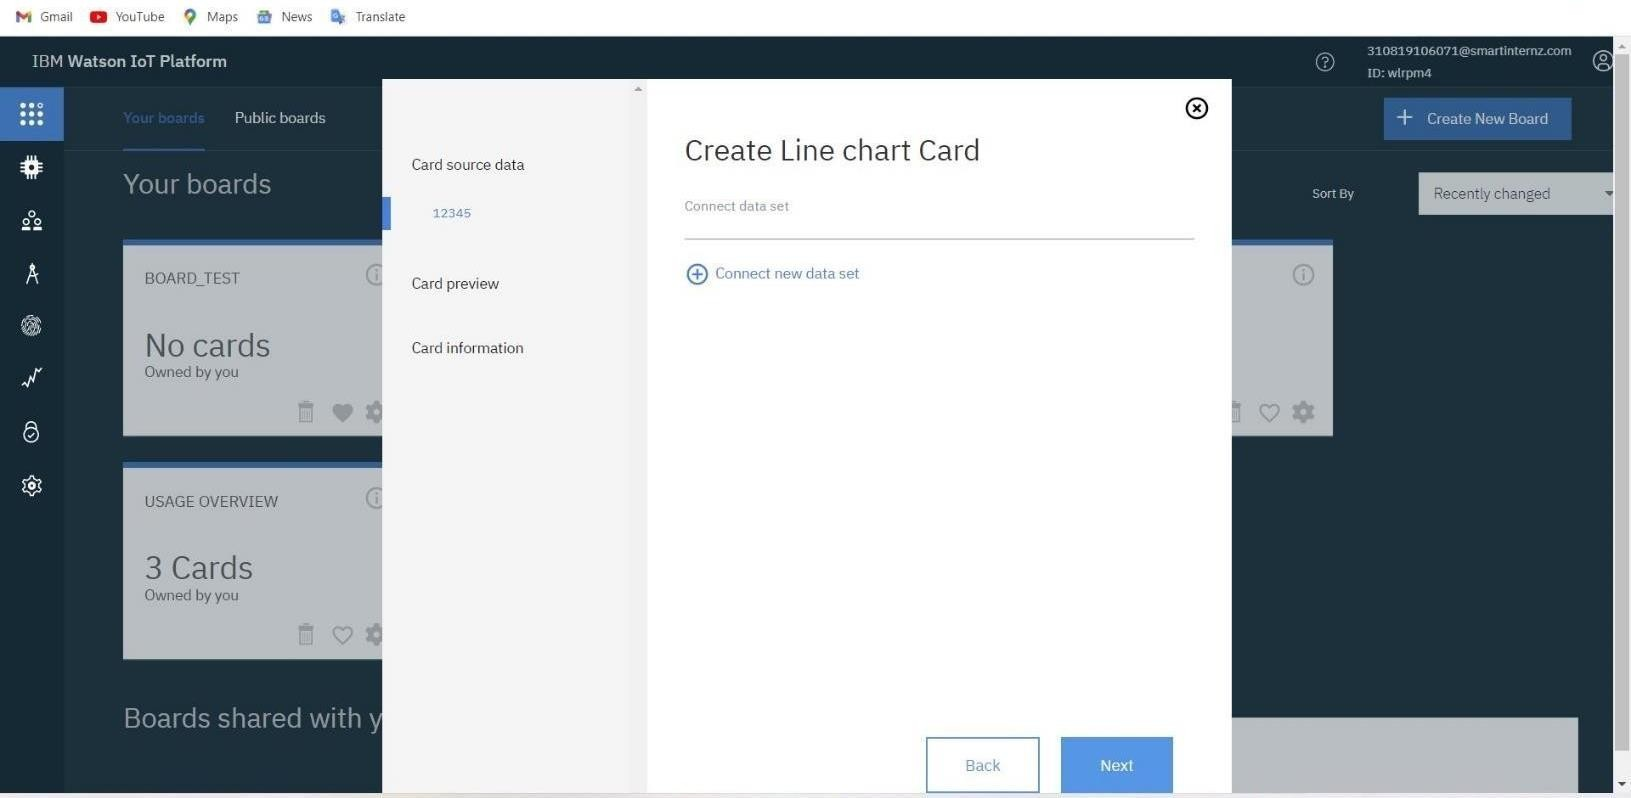 Gmail YouTube Maps News Translate
IBM Watson IoT Platform
310819106071@smartinternz.com
ID: wlrpm4
Your boards Public boards
Create New Board
Your boards
Sort By
Recently changed
BOARD_TEST
No cards
Owned by you
USAGE OVERVIEW
3 Cards
Owned by you
Boards shared with y
Card source data
12345
Card preview
Card information
Create Line chart Card
Connect data set
Connect new data set
Back
Next